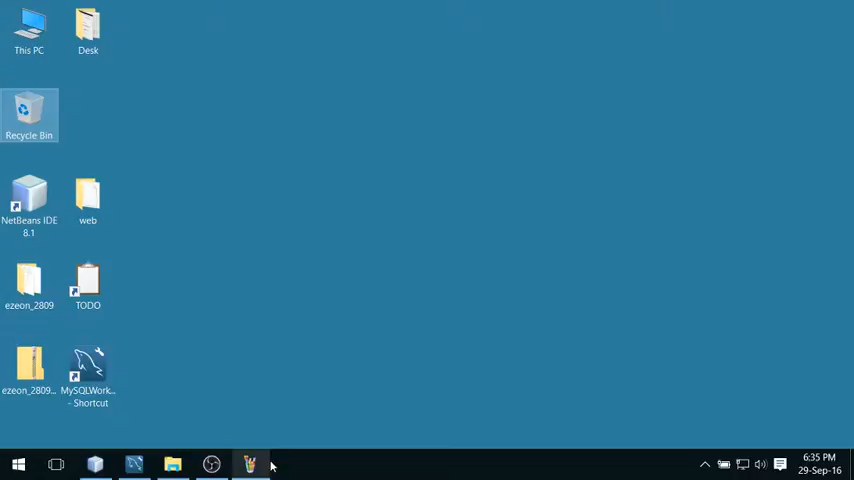 This PC
Desk
Recycle Bin
NetBeans IDE
8.1
web
ezeon_2809
TODO
ezeon_2809...
MySQLWork...
- Shortcut
6:35 PM
29-Sep-16